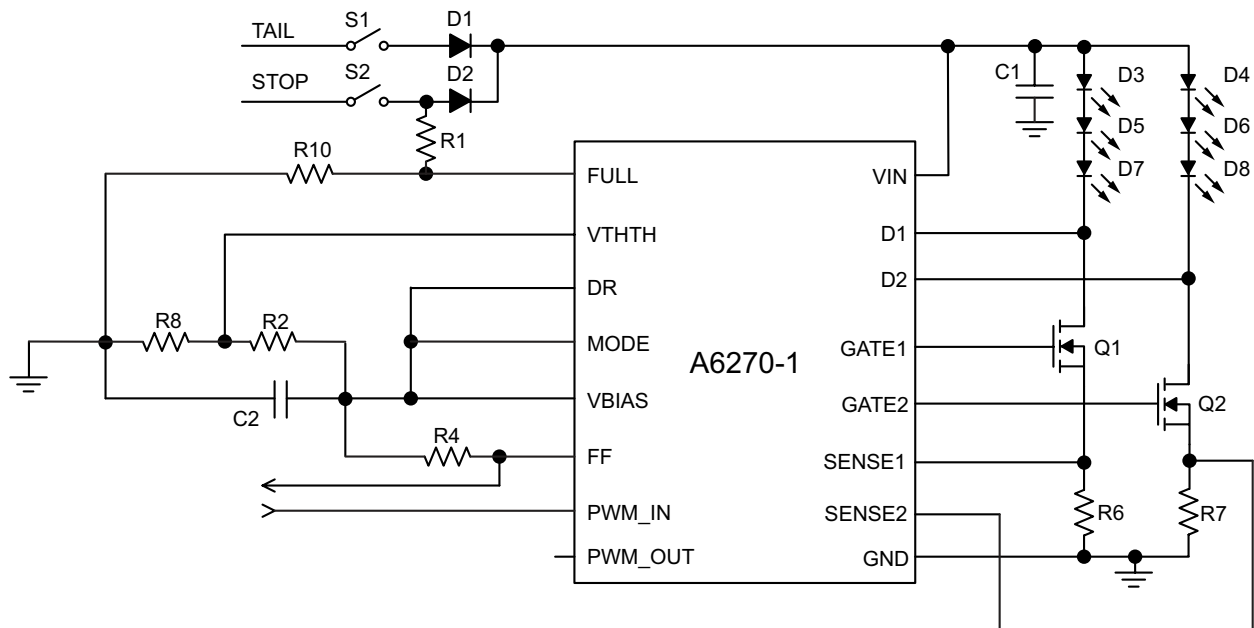 TAIL
S1
D1
STOP
S2
D2
R1
C1
D3
D4
D5
D6
D7
D8
R10
FULL
VIN
VTHTH
D1
DR
D2
R8
R2
MODE
A6270-1
GATE1
Q1
C2
VBIAS
GATE2
Q2
R4
FF
SENSE1
PWM_IN
SENSE2
R6
R7
PWM_OUT
GND